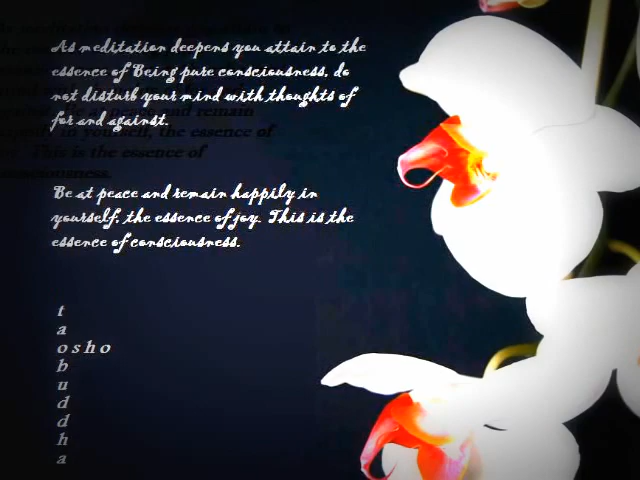 As meditation deepens you attain to the
essence of Being pure consciousness, do
not disturb your mind with thoughts of
for and against.
Be at peace and remain happily in
yourself, the essence of joy. This is the
essence of consciousness.
t
a
osho
b
u
d
d
h
a